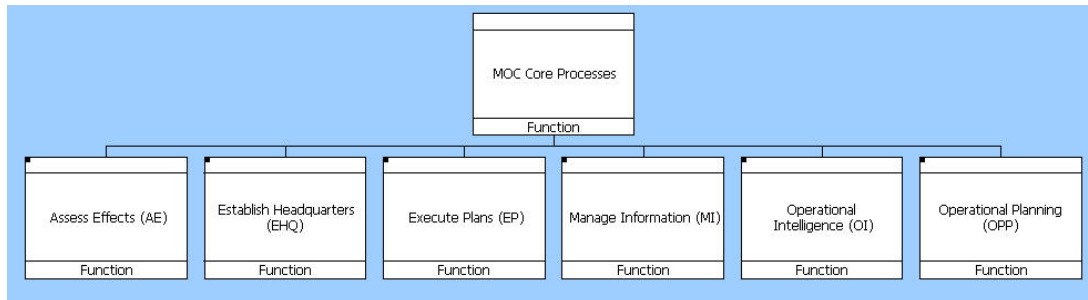 MOC Core Processes
Function
Assess Effects (AE)
Function
Establish Headquarters
(EHQ)
Function
Execute Plans (EP)
Function
Manage Information (MI)
Function
Operational
Intelligence (OI)
Function
Operational Planning
(OPP)
Function